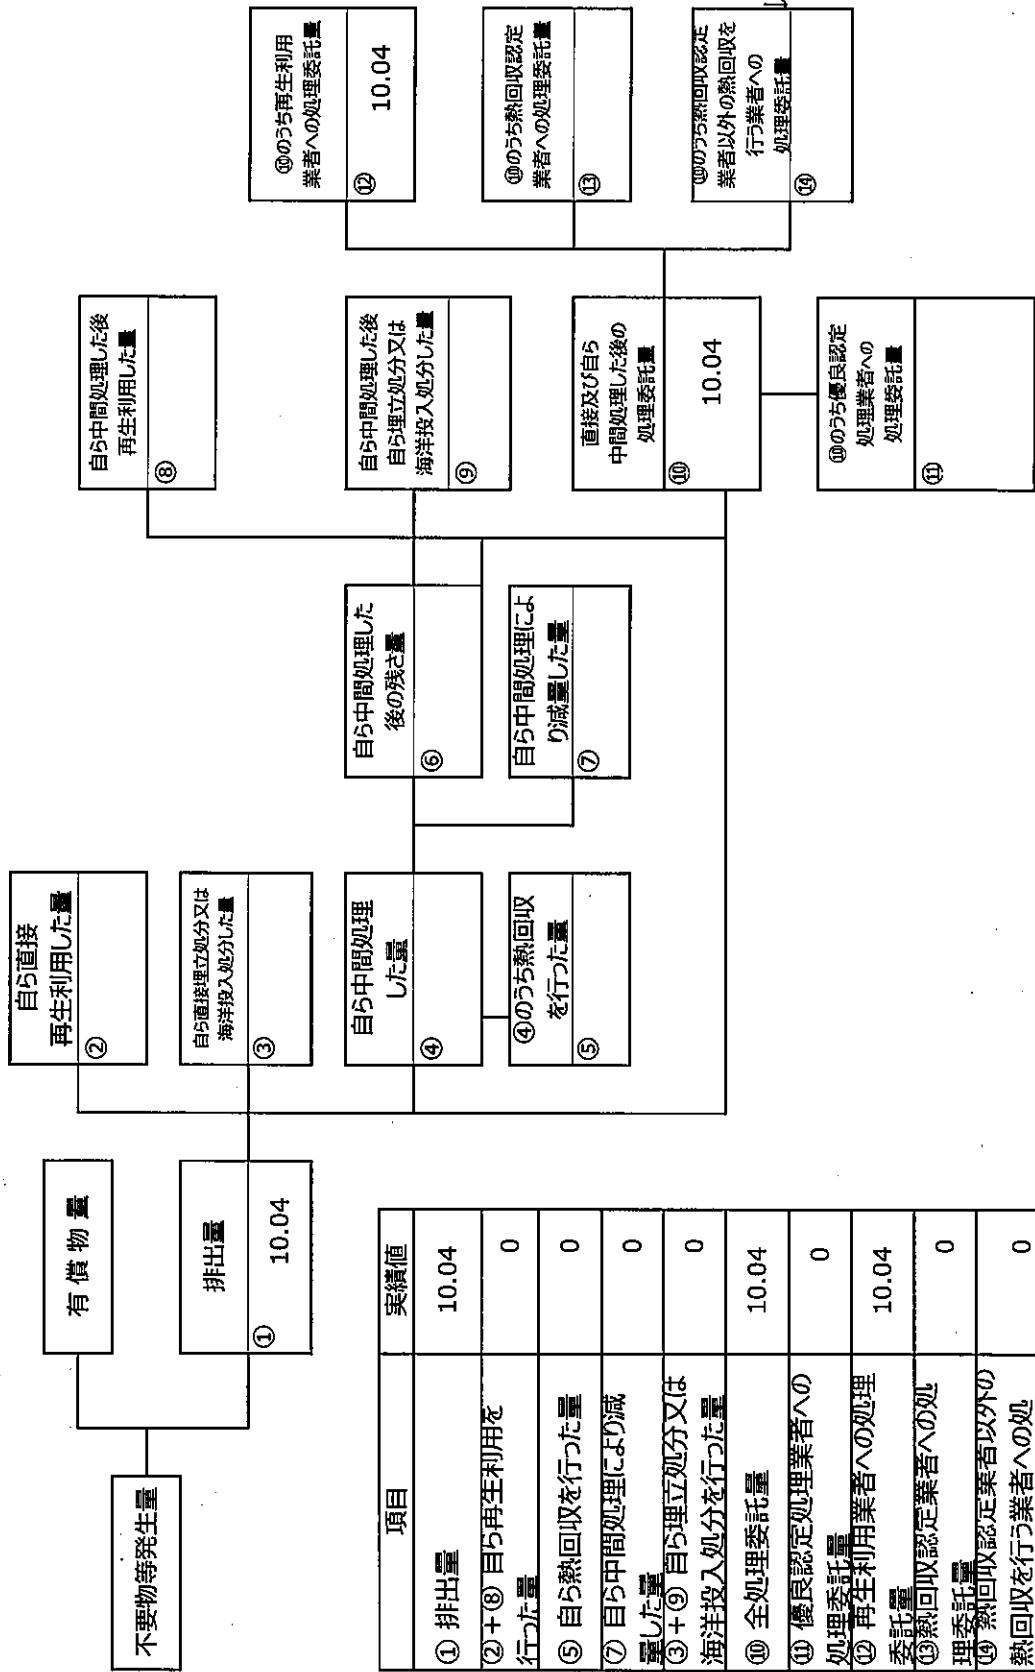 不要物等発生量
有償物量
排出量
①
10.04
自ら直接
再生利用した量
②
自ら直接埋立処分又は
海洋投入処分した量
③
自ら中間処理
した量
④
④のうち熱回収
を行った量
⑤
自ら中間処理した
後の残さ量
⑥
自ら中間処理によ
り減量した量
⑦
自ら中間処理した後
再生利用した量
⑧
自ら中間処理した後
自ら埋立処分又は
海洋投入処分した量
⑨
直接及び自ら
中間処理した後の
処理委託量
⑩
10.04
⑩のうち優良認定
処理業者への
処理委託量
⑪
⑩のうち再生利用
業者への処理委託量
⑫
10.04
⑩のうち熱回収認定
業者への処理委託量
⑬
⑩のうち熱回収認定
業者以外の熱回収を
行う業者への
処理委託量
⑭
項目 実績値
① 排出量 10.04
②+⑧ 自ら再生利用を
行った量 0
⑤ 自ら熱回収を行った量 0
⑦ 自ら中間処理により減
量した量 0
③+⑨ 自ら埋立処分又は
海洋投入処分を行った量 0
⑩ 全処理委託量 10.04
⑪ 優良認定処理業者への
処理委託量 0
⑫ 再生利用業者への処理
委託量 10.04
⑬熱回収認定業者への処
理委託量 0
⑭ 熱回収認定業者以外の
熱回収を行う業者への処 0